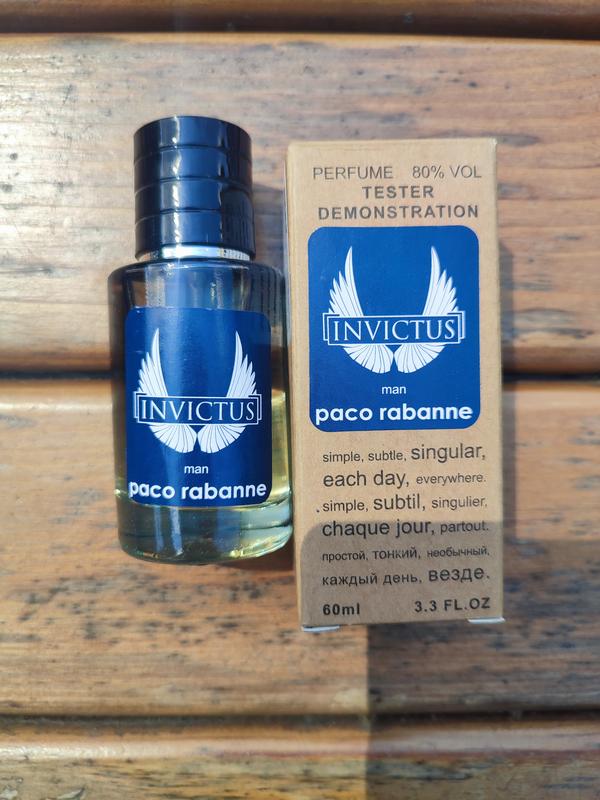 INVICTUS
man
paco rabanne
PERFUME 80% VOL
TESTER
DEMONSTRATION
INVICTUS
man
paco rabanne
simple, subtle, singular,
each day, everywhere.
simple, subtil, singulier,
chaque jour, partout.
простой, тонкий, необычный,
каждый день, везде.
60ml 3.3 FL.OZ